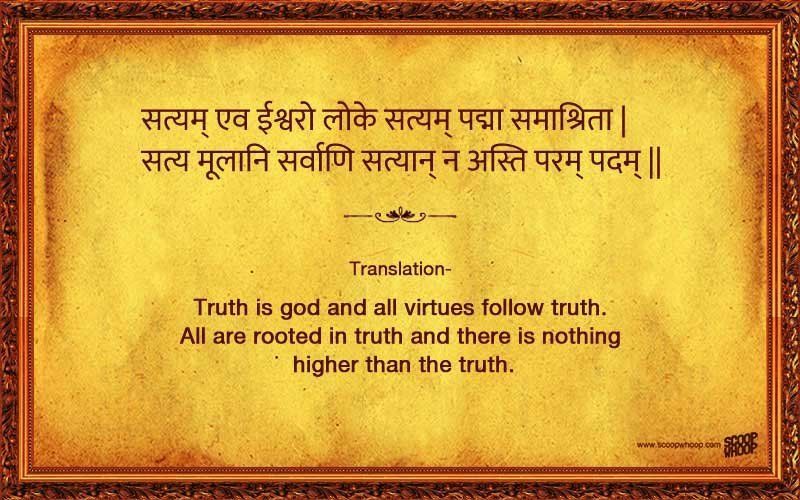 सत्यम् एव ईश्वरो लोके सत्यम् पद्मा समाश्रिता |
सत्य मूलानि सर्वाणि सत्यान् न अस्ति परम् पदम् ||
Translation-
Truth is god and all virtues follow truth.
All are rooted in truth and there is nothing
higher than the truth.
www.scoopwhoop.com SCOOP
WHOOP